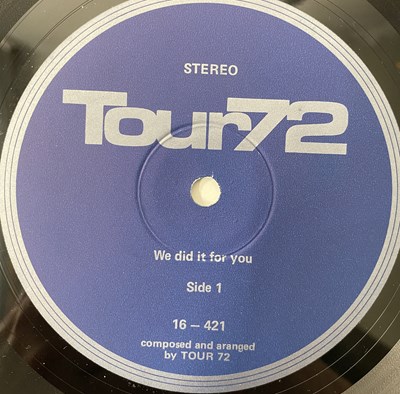 STEREO
Tour72
We did it for you
Side 1
16 – 421
composed and aranged
by TOUR 72